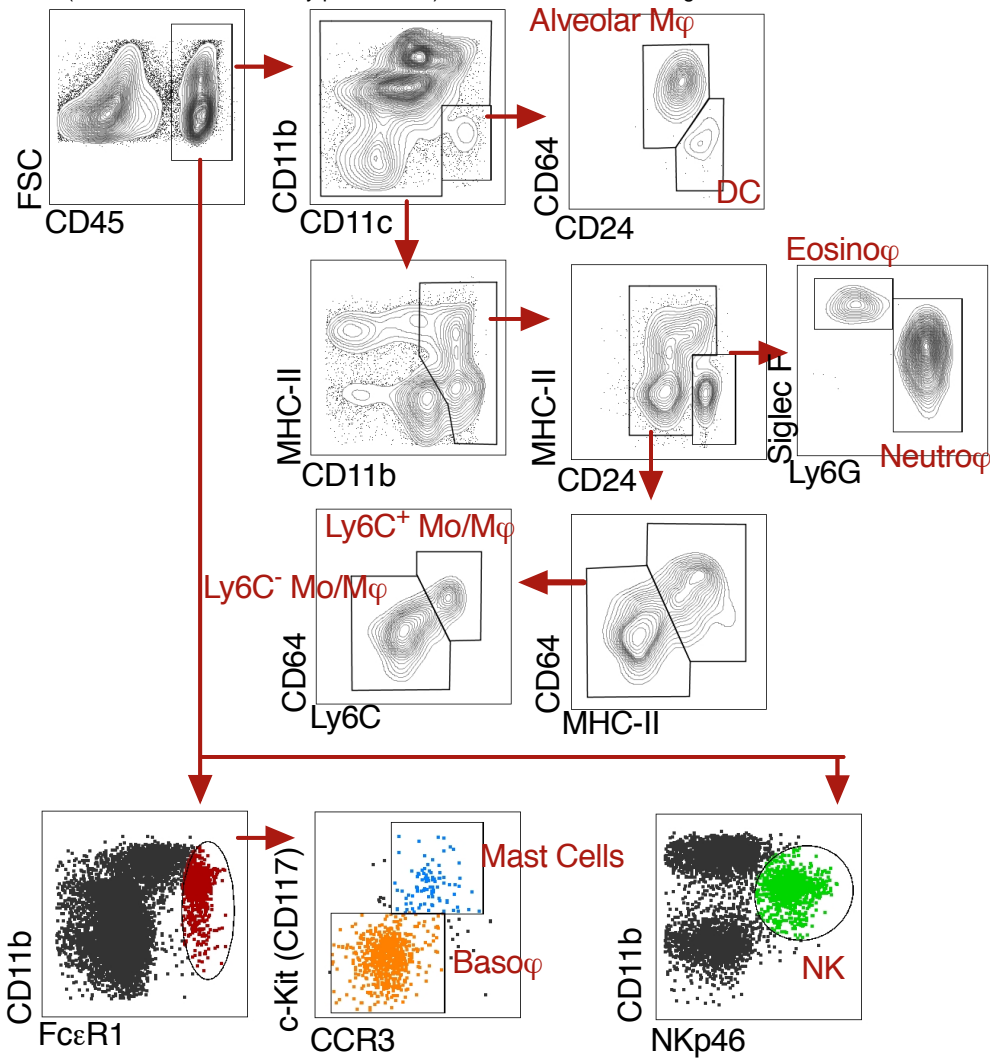 Alveolar Mφ
FSC
CD45
CD11b
CD11c
CD64
CD24
DC
Eosinoφ
MHC-II
CD11b
MHC-II
CD24
Siglec F
Ly6G
Neutroφ
Ly6C⁺ Mo/Mφ
Ly6C⁻ Mo/Mφ
CD64
Ly6C
CD64
MHC-II
CD11b
FcεR1
c-Kit (CD117)
CCR3
Mast Cells
Basoφ
CD11b
NKp46
NK